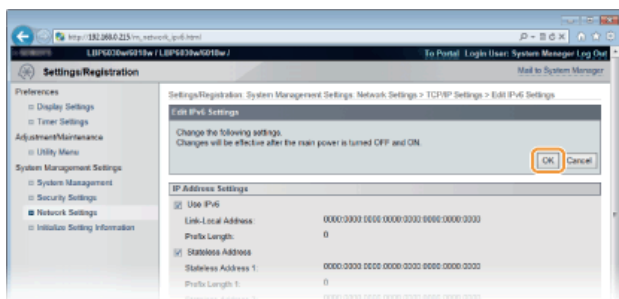 http://192.168.0.215/m_network_ipv6.html
LBP6030w/6018w / LBP6030w/6018w /
To Portal Login User: System Manager Log Out
Settings/Registration
Mail to System Manager
Preferences
Display Settings
Timer Settings
Adjustment/Maintenance
Utility Menu
System Management Settings
System Management
Security Settings
Network Settings
Initialize Setting Information
Settings/Registration: System Management Settings: Network Settings > TCP/IP Settings > Edit IPv6 Settings
Edit IPv6 Settings
Change the following settings.
Changes will be effective after the main power is turned OFF and ON.
OK Cancel
IP Address Settings
Use IPv6
Link-Local Address: 0000:0000:0000:0000:0000:0000:0000:0000
Prefix Length: 0
Stateless Address
Stateless Address 1: 0000:0000:0000:0000:0000:0000:0000:0000
Prefix Length 1: 0